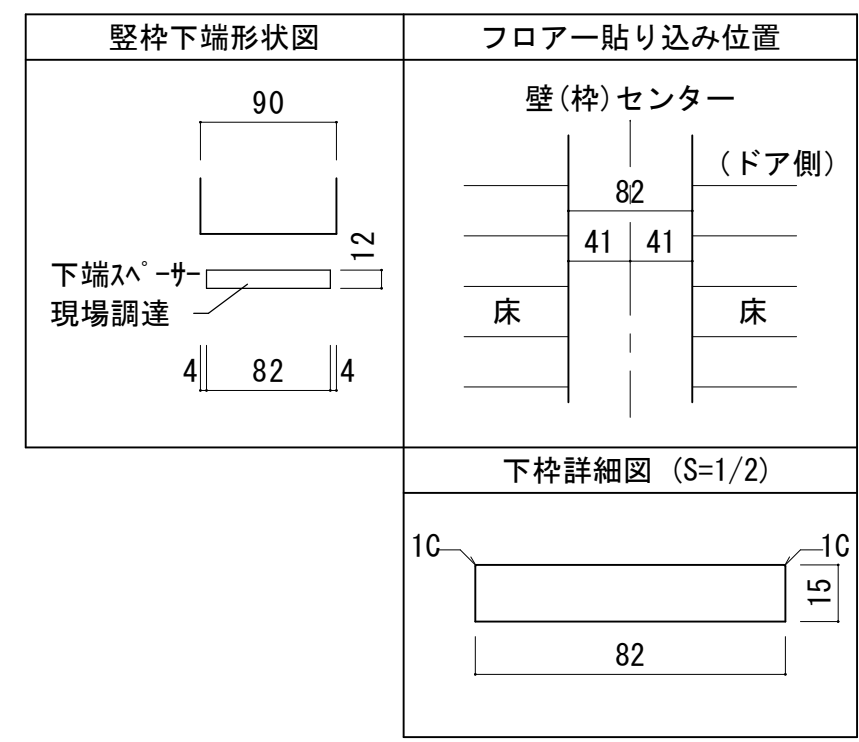 竪枠下端形状図
90
12
下端ｽﾍﾟｰｻｰ
現場調達
4 82 4
フロアー貼り込み位置
壁(枠)センター
(ドア側)
82
41 41
床 床
下枠詳細図 (S=1/2)
1C 1C
15
82